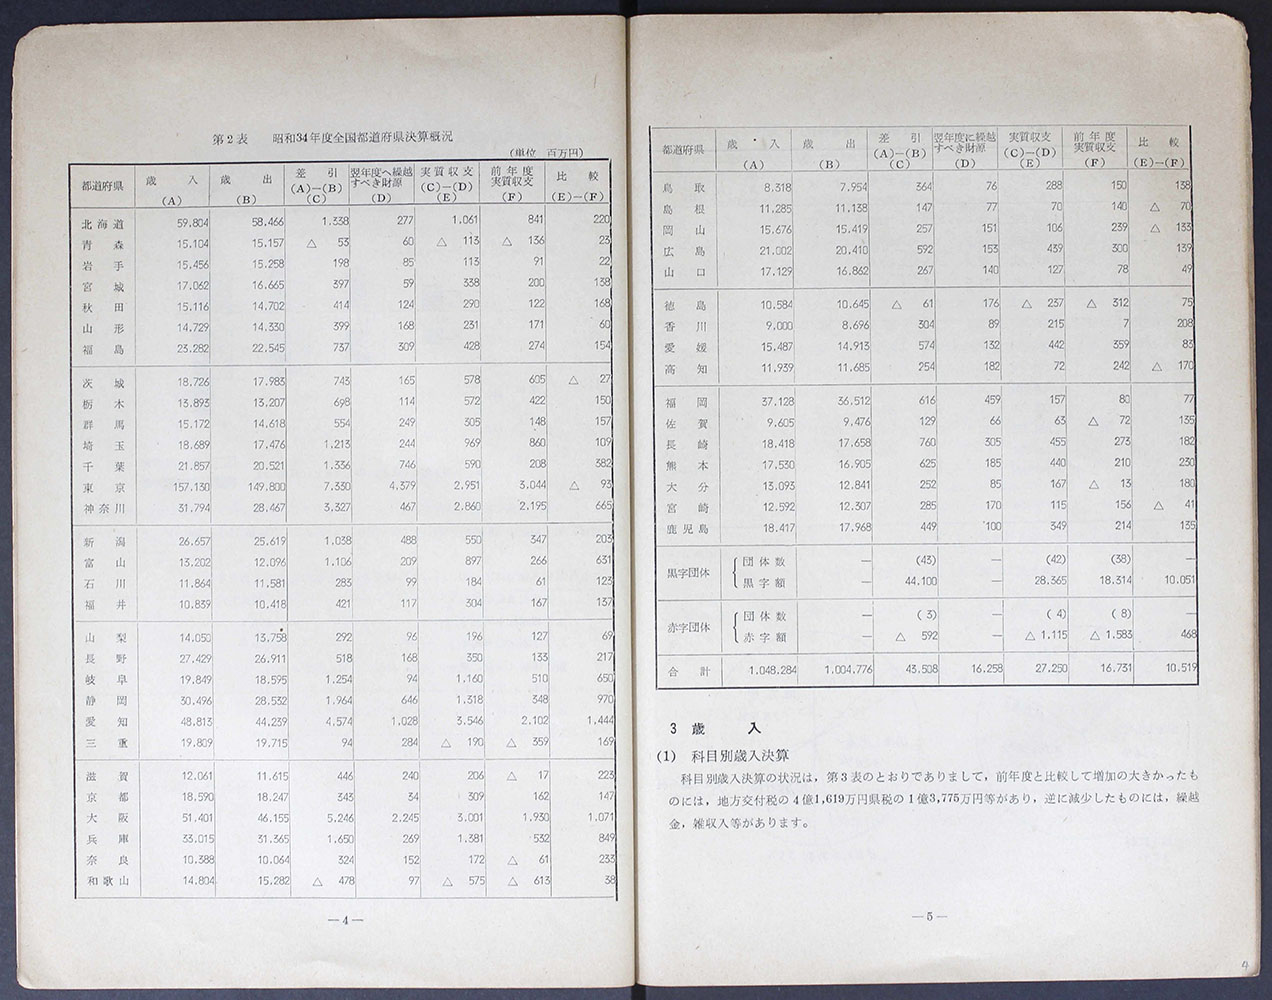 第2表　昭和34年度全国都道府県決算概況
(単位　百万円)
都道府県 歳入(A) 歳出(B) 差引(A)—(B)(C) 翌年度へ繰越すべき財源(D) 実質収支(C)—(D)(E) 前年度実質収支(F) 比較(E)—(F)
北海道 59.804 58.466 1.338 277 1.061 841 220
青森 15.104 15.157 △ 53 60 △ 113 △ 136 23
岩手 15.456 15.258 198 85 113 91 22
宮城 17.062 16.665 397 59 338 200 138
秋田 15.116 14.702 414 124 290 122 168
山形 14.729 14.330 399 168 231 171 60
福島 23.282 22.545 737 309 428 274 154
茨城 18.726 17.983 743 165 578 605 △ 27
栃木 13.893 13.207 698 114 572 422 150
群馬 15.172 14.618 554 249 305 148 157
埼玉 18.689 17.476 1.213 244 969 860 109
千葉 21.857 20.521 1.336 746 590 208 382
東京 157.130 149.800 7.330 4.379 2.951 3.044 △ 93
神奈川 31.794 28.467 3.327 467 2.860 2.195 665
新潟 26.657 25.619 1.038 488 550 347 203
富山 13.202 12.096 1.106 209 897 266 631
石川 11.864 11.581 283 99 184 61 123
福井 10.839 10.418 421 117 304 167 137
山梨 14.050 13.758 292 96 196 127 69
長野 27.429 26.911 518 168 350 133 217
岐阜 19.849 18.595 1.254 94 1.160 510 650
静岡 30.496 28.532 1.964 646 1.318 348 970
愛知 48.813 44.239 4.574 1.028 3.546 2.102 1.444
三重 19.809 19.715 94 284 △ 190 △ 359 169
滋賀 12.061 11.615 446 240 206 △ 17 223
京都 18.590 18.247 343 34 309 162 147
大阪 51.401 46.155 5.246 2.245 3.001 1.930 1.071
兵庫 33.015 31.365 1.650 269 1.381 532 849
奈良 10.388 10.064 324 152 172 △ 61 233
和歌山 14.804 15.282 △ 478 97 △ 575 △ 613 38
—4—
都道府県 歳入(A) 歳出(B) 差引(A)—(B)(C) 翌年度に繰越すべき財源(D) 実質収支(C)—(D)(E) 前年度実質収支(F) 比較(E)—(F)
鳥取 8.318 7.954 364 76 288 150 138
島根 11.285 11.138 147 77 70 140 △ 70
岡山 15.676 15.419 257 151 106 239 △ 133
広島 21.002 20.410 592 153 439 300 139
山口 17.129 16.862 267 140 127 78 49
徳島 10.584 10.645 △ 61 176 △ 237 △ 312 75
香川 9.000 8.696 304 89 215 7 208
愛媛 15.487 14.913 574 132 442 359 83
高知 11.939 11.685 254 182 72 242 △ 170
福岡 37.128 36.512 616 459 157 80 77
佐賀 9.605 9.476 129 66 63 △ 72 135
長崎 18.418 17.658 760 305 455 273 182
熊本 17.530 16.905 625 185 440 210 230
大分 13.093 12.841 252 85 167 △ 13 180
宮崎 12.592 12.307 285 170 115 156 △ 41
鹿児島 18.417 17.968 449 100 349 214 135
黒字団体 団体数 — (43) — (42) (38) —
黒字額 — 44.100 — 28.365 18.314 10.051
赤字団体 団体数 — (3) — (4) (8) —
赤字額 — △ 592 — △ 1.115 △ 1.583 468
合計 1.048.284 1.004.776 43.508 16.258 27.250 16.731 10.519
3　歳　入
(1)　科目別歳入決算
科目別歳入決算の状況は，第3表のとおりでありまして，前年度と比較して増加の大きかったも
のには，地方交付税の4億1,619万円県税の1億3,775万円等があり，逆に減少したものには，繰越
金，雑収入等があります。
—5—
4